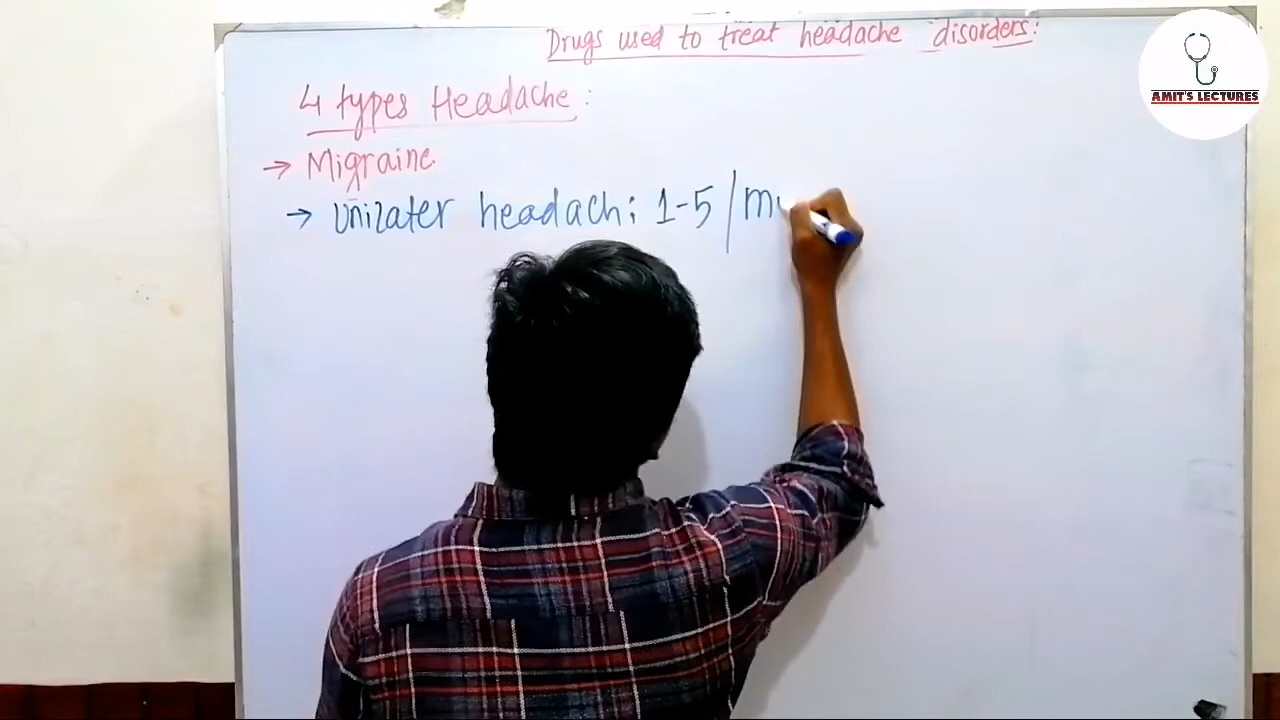 Drugs used to treat headache disorders:
AMIT'S LECTURES
4 types Headache:
→ Migraine
→ Unilater headach: 1-5/m